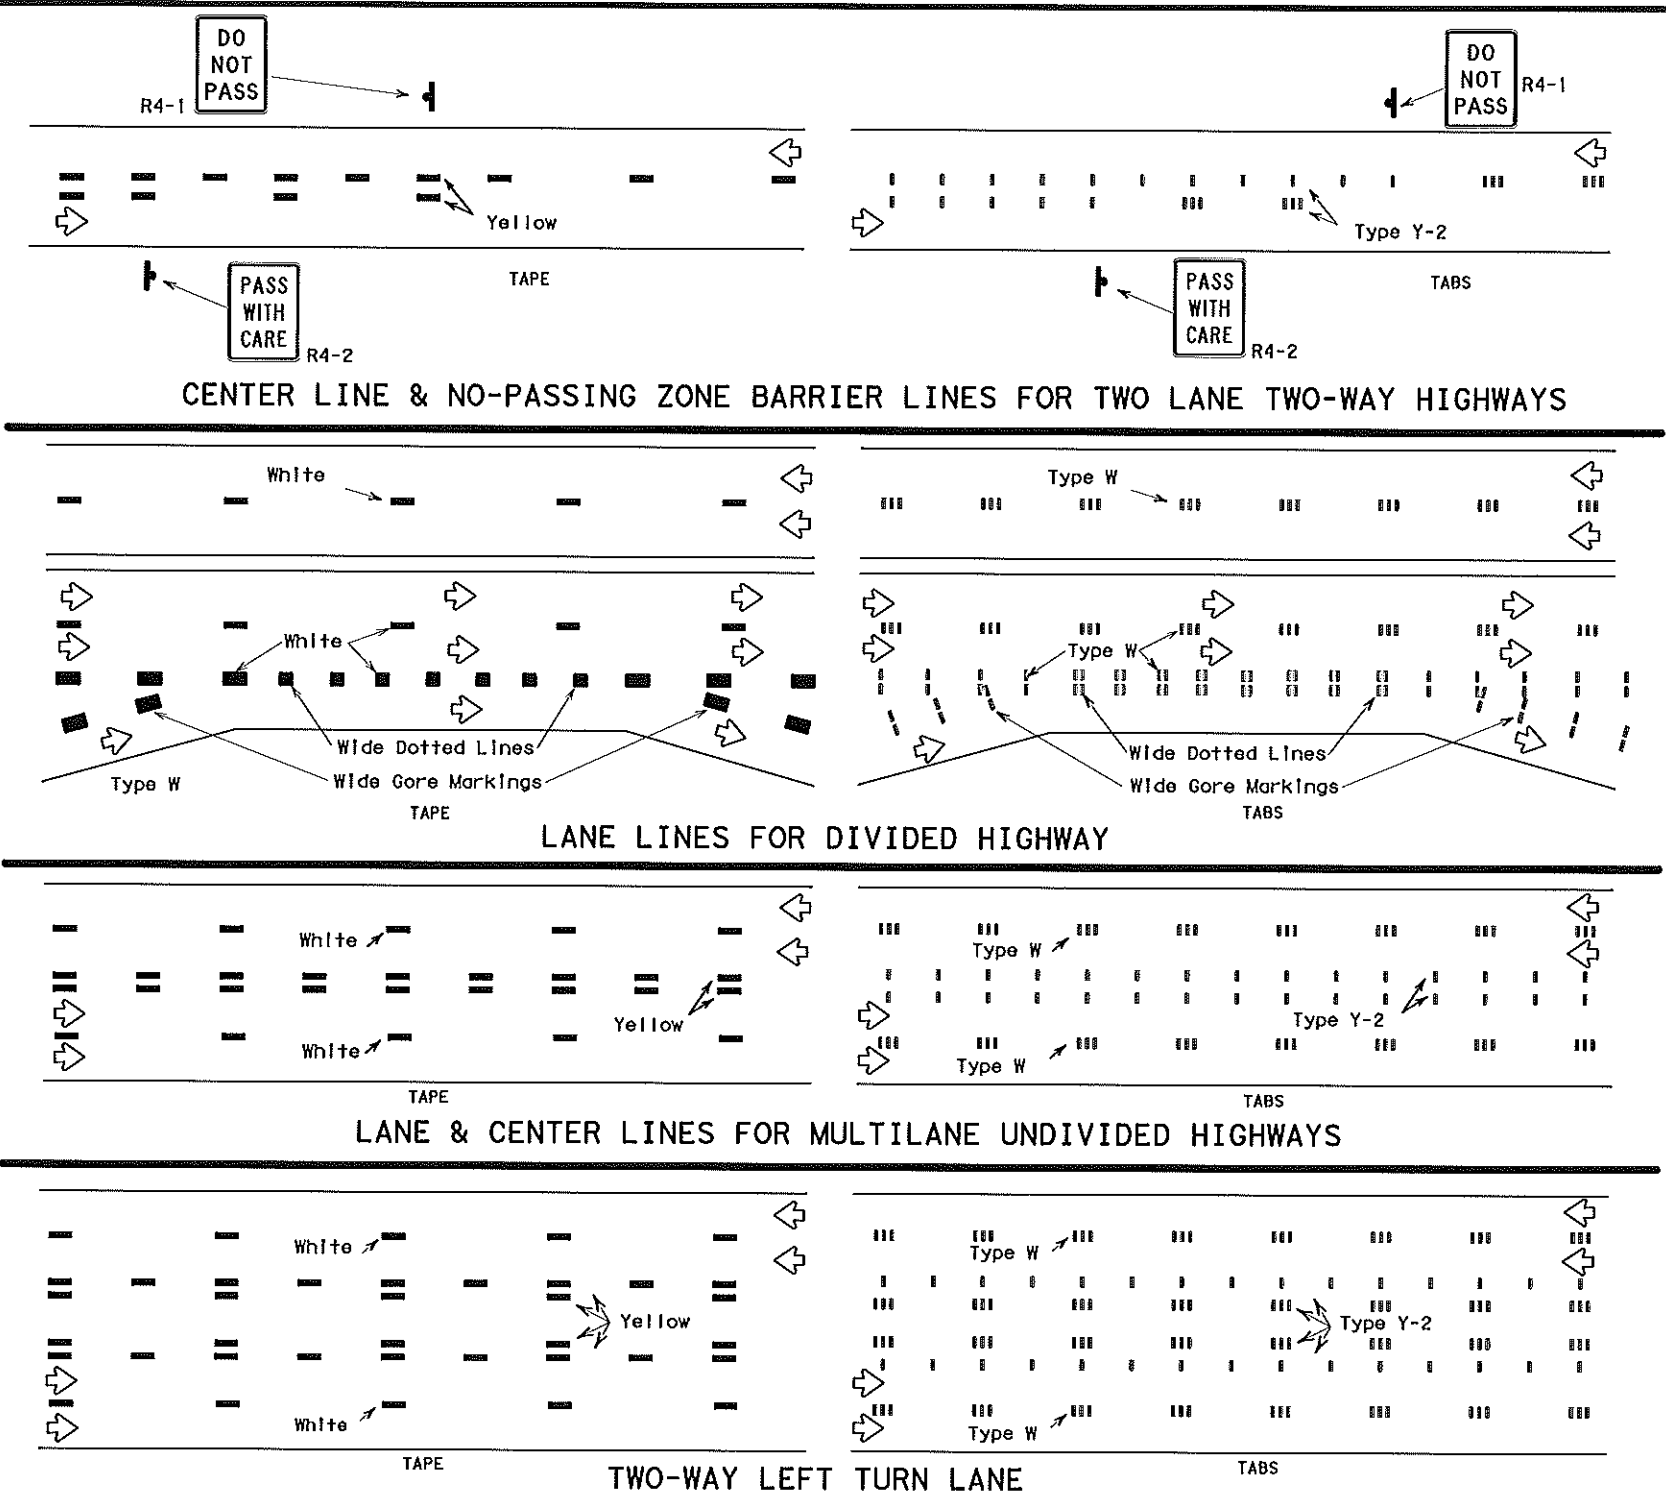 DO
NOT
PASS
R4-1
Yellow
PASS
WITH
CARE
R4-2
TAPE
DO
NOT
PASS
R4-1
Type Y-2
PASS
WITH
CARE
R4-2
TABS
CENTER LINE & NO-PASSING ZONE BARRIER LINES FOR TWO LANE TWO-WAY HIGHWAYS
White
White
Wide Dotted Lines
Wide Gore Markings
Type W
TAPE
Type W
Type W
Wide Dotted Lines
Wide Gore Markings
TABS
LANE LINES FOR DIVIDED HIGHWAY
White
Yellow
White
TAPE
Type W
Type Y-2
Type W
TABS
LANE & CENTER LINES FOR MULTILANE UNDIVIDED HIGHWAYS
White
Yellow
White
TAPE
Type W
Type Y-2
Type W
TABS
TWO-WAY LEFT TURN LANE